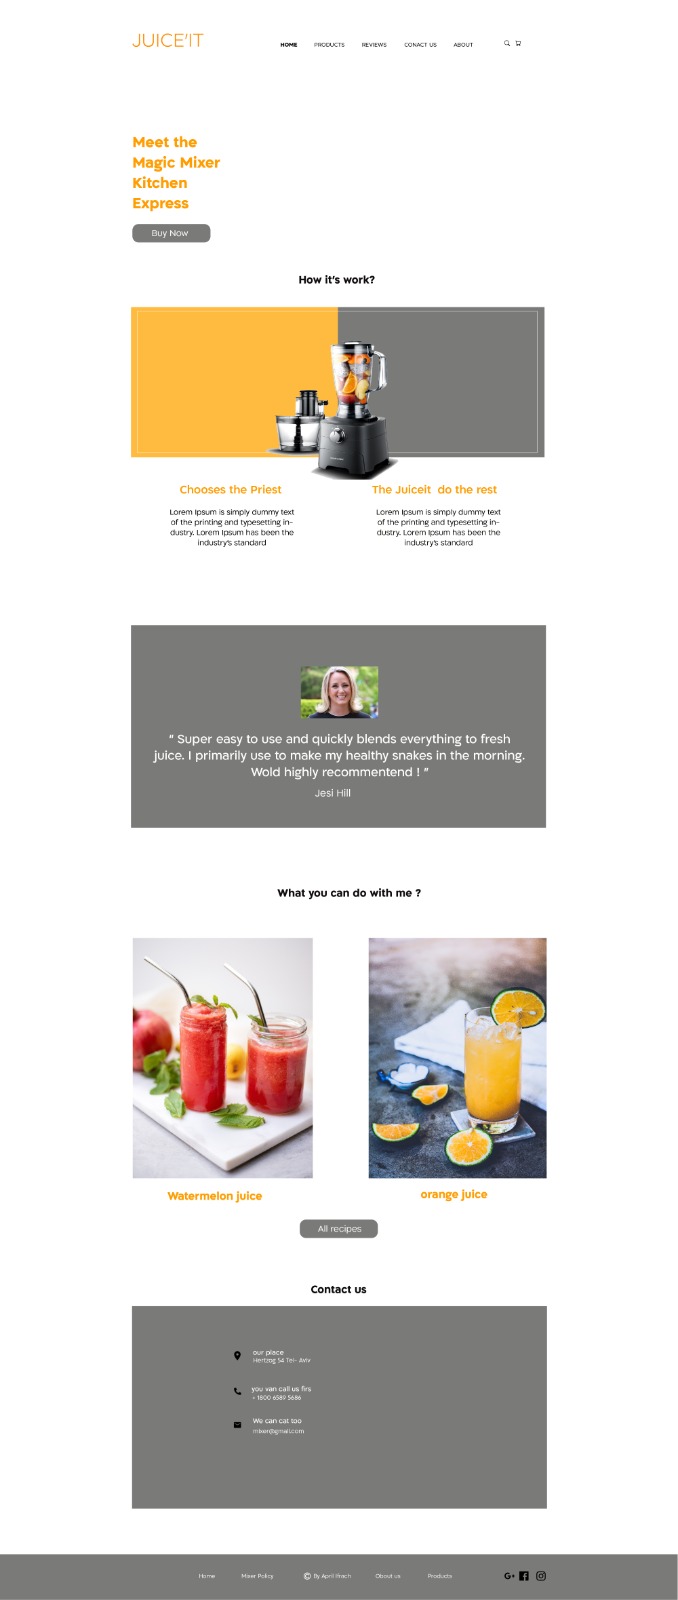 JUICE'IT
HOME PRODUCTS REVIEWS CONACT US ABOUT
Meet the
Magic Mixer
Kitchen
Express
Buy Now
How it's work?
Chooses the Priest
Lorem Ipsum is simply dummy text
of the printing and typesetting in-
dustry. Lorem Ipsum has been the
industry's standard
The Juiceit do the rest
Lorem Ipsum is simply dummy text
of the printing and typesetting in-
dustry. Lorem Ipsum has been the
industry's standard
" Super easy to use and quickly blends everything to fresh
juice. I primarily use to make my healthy snakes in the morning.
Wold highly recommentend ! "
Jesi Hill
What you can do with me ?
Watermelon juice
orange juice
All recipes
Contact us
our place
Hertzog 54 Tel- Aviv
you van call us firs
+ 1800 6589 5686
We can cat too
mixer@gmail.com
Home Mixer Policy © By April Ifrach About us Products G+